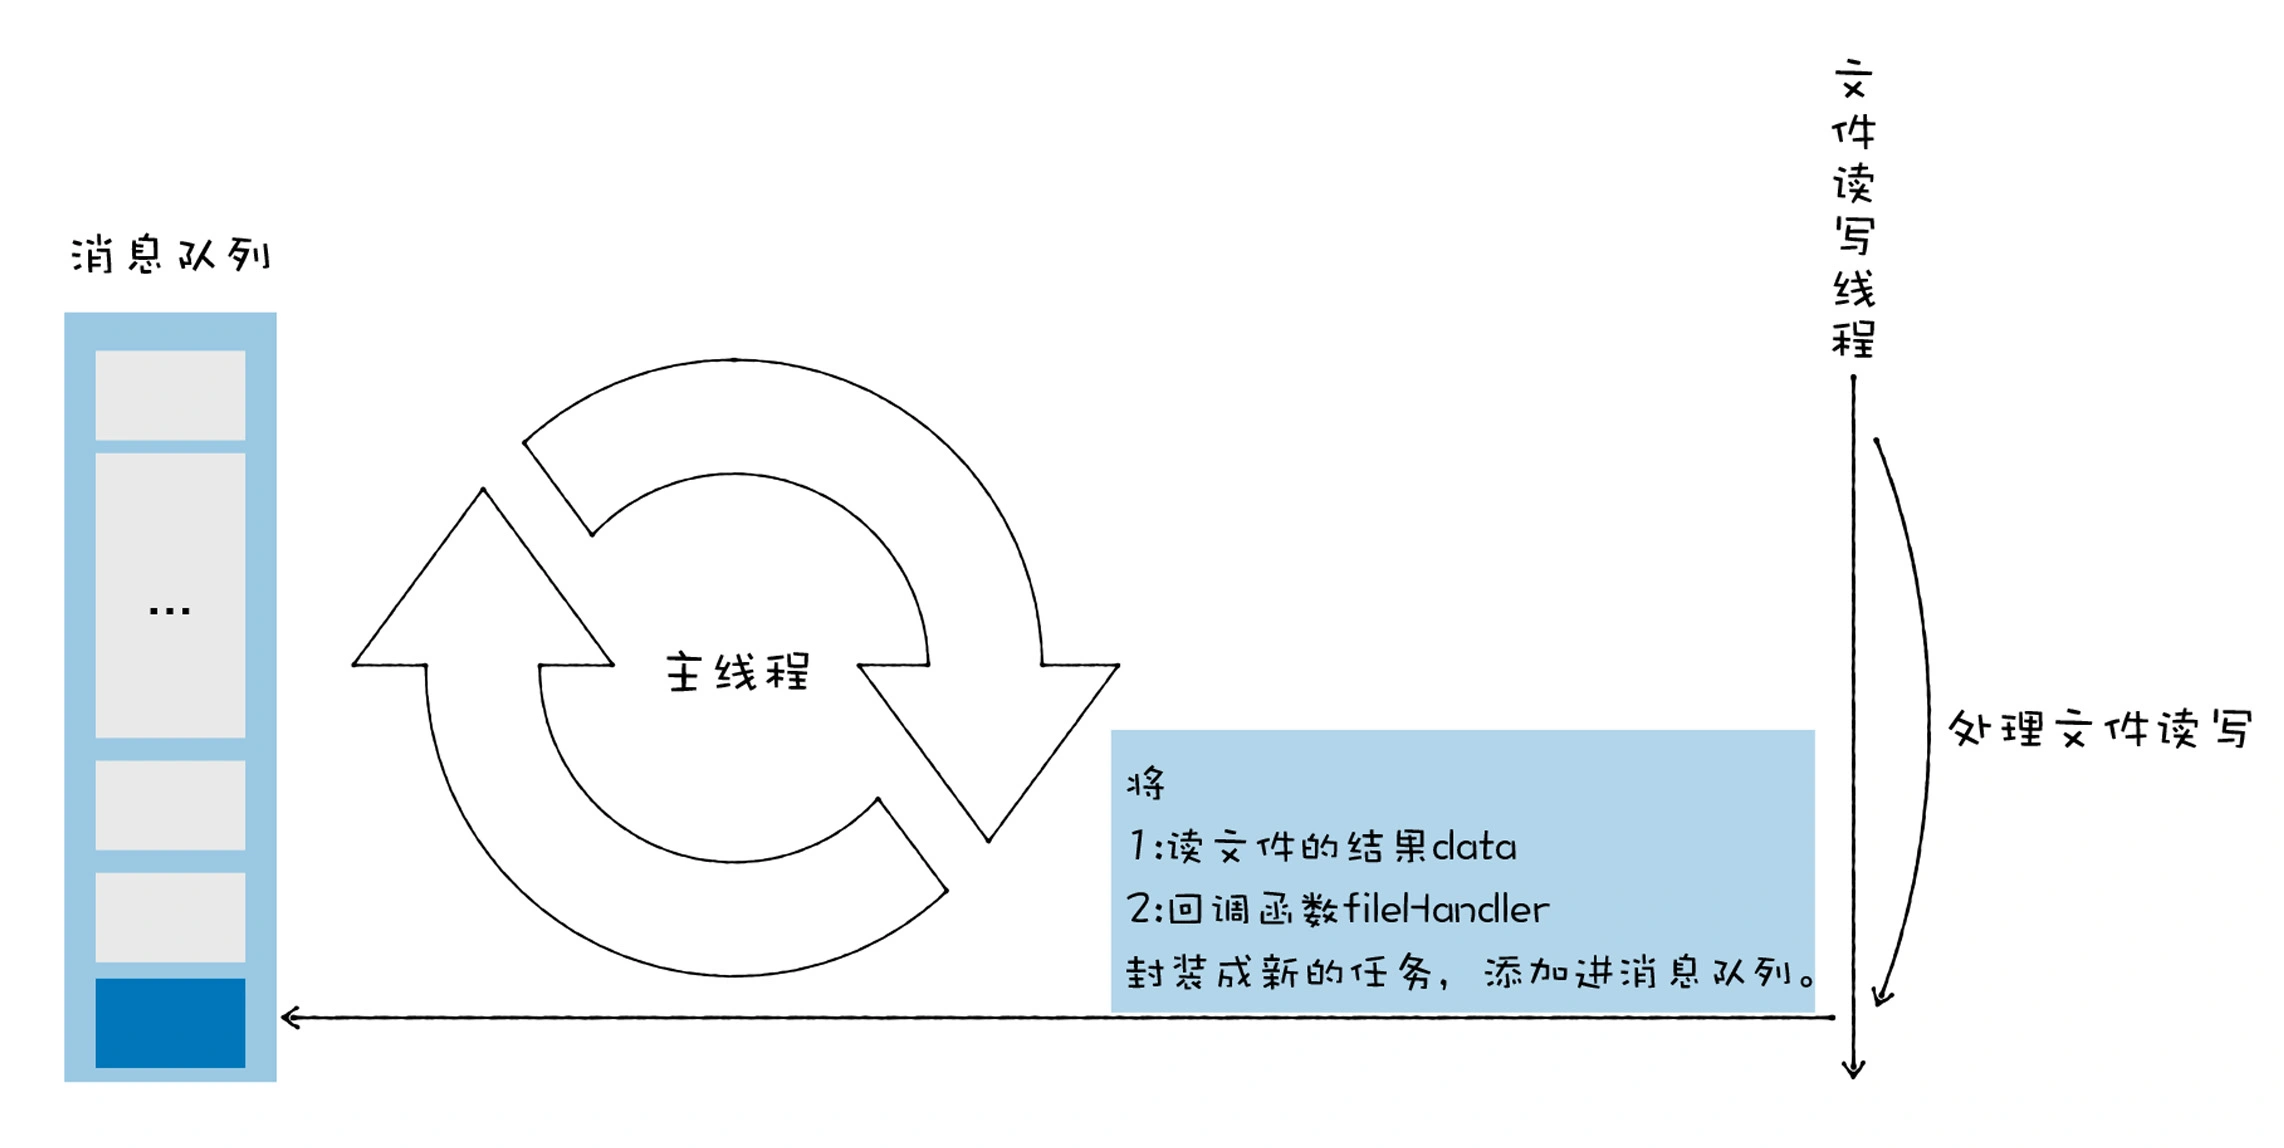 文件读写线程
消息队列
...
主线程
将
1:读文件的结果data
2:回调函数fileHandler
封装成新的任务，添加进消息队列。
处理文件读写